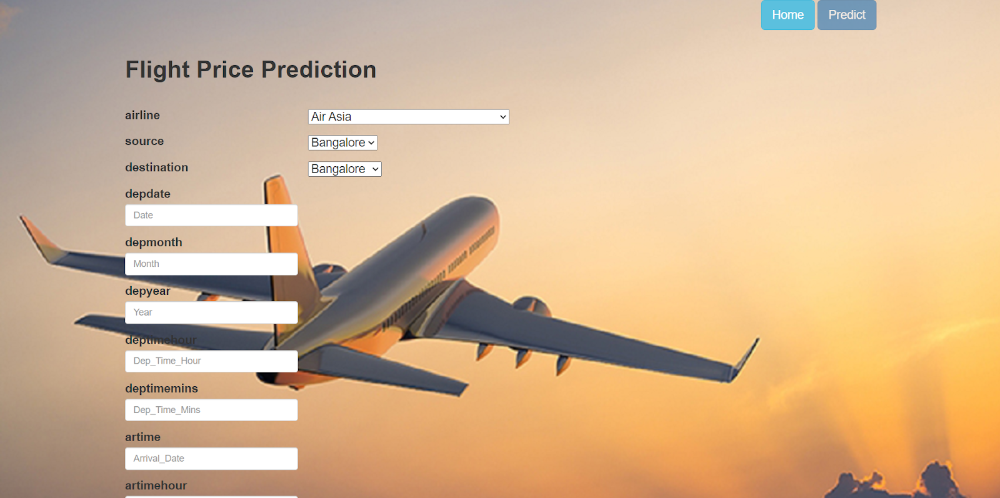 Home Predict
Flight Price Prediction
airline Air Asia
source Bangalore
destination Bangalore
depdate
Date
depmonth
Month
depyear
Year
deptimehour
Dep_Time_Hour
deptimemins
Dep_Time_Mins
artime
Arrival_Date
artimehour